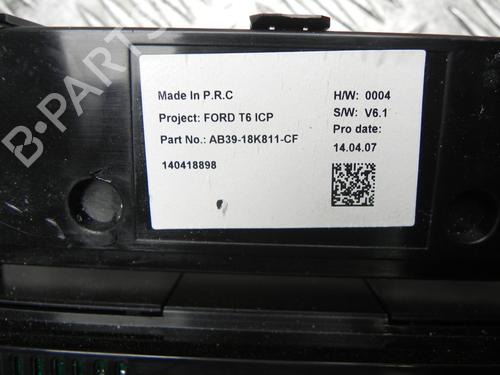 Made In P.R.C
Project: FORD T6 ICP
Part No.: AB39-18K811-CF
140418898
H/W: 0004
S/W: V6.1
Pro date:
14.04.07
B-PARTS